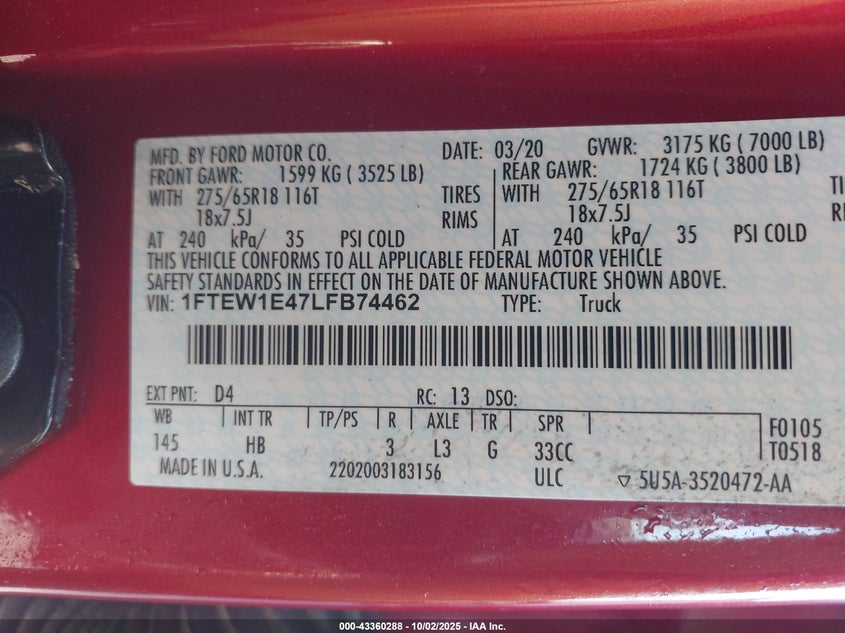 MFD. BY FORD MOTOR CO. DATE: 03/20 GVWR: 3175 KG ( 7000 LB)
FRONT GAWR: 1599 KG ( 3525 LB) REAR GAWR: 1724 KG ( 3800 LB)
WITH 275/65R18 116T TIRES WITH 275/65R18 116T
18x7.5J RIMS 18x7.5J
AT 240 kPa/ 35 PSI COLD AT 240 kPa/ 35 PSI COLD
THIS VEHICLE CONFORMS TO ALL APPLICABLE FEDERAL MOTOR VEHICLE
SAFETY STANDARDS IN EFFECT ON THE DATE OF MANUFACTURE SHOWN ABOVE.
VIN: 1FTEW1E47LFB74462 TYPE: Truck
EXT PNT: D4 RC: 13 DSO:
WB INT TR TP/PS R AXLE TR SPR F0105
145 HB 3 L3 G 33CC T0518
MADE IN U.S.A. 2202003183156 ULC ▽ 5U5A-3520472-AA
000-43360288 - 10/02/2025 - IAA Inc.